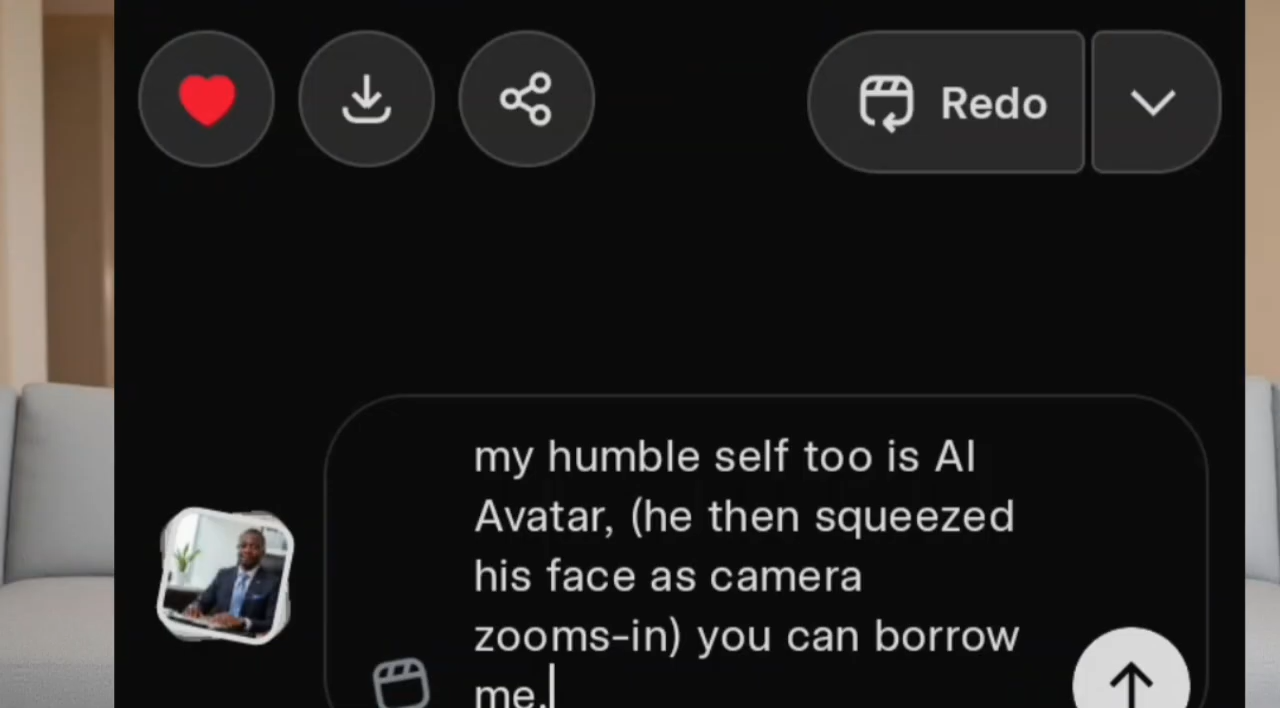 Redo
my humble self too is AI
Avatar, (he then squeezed
his face as camera
zooms-in) you can borrow
me.